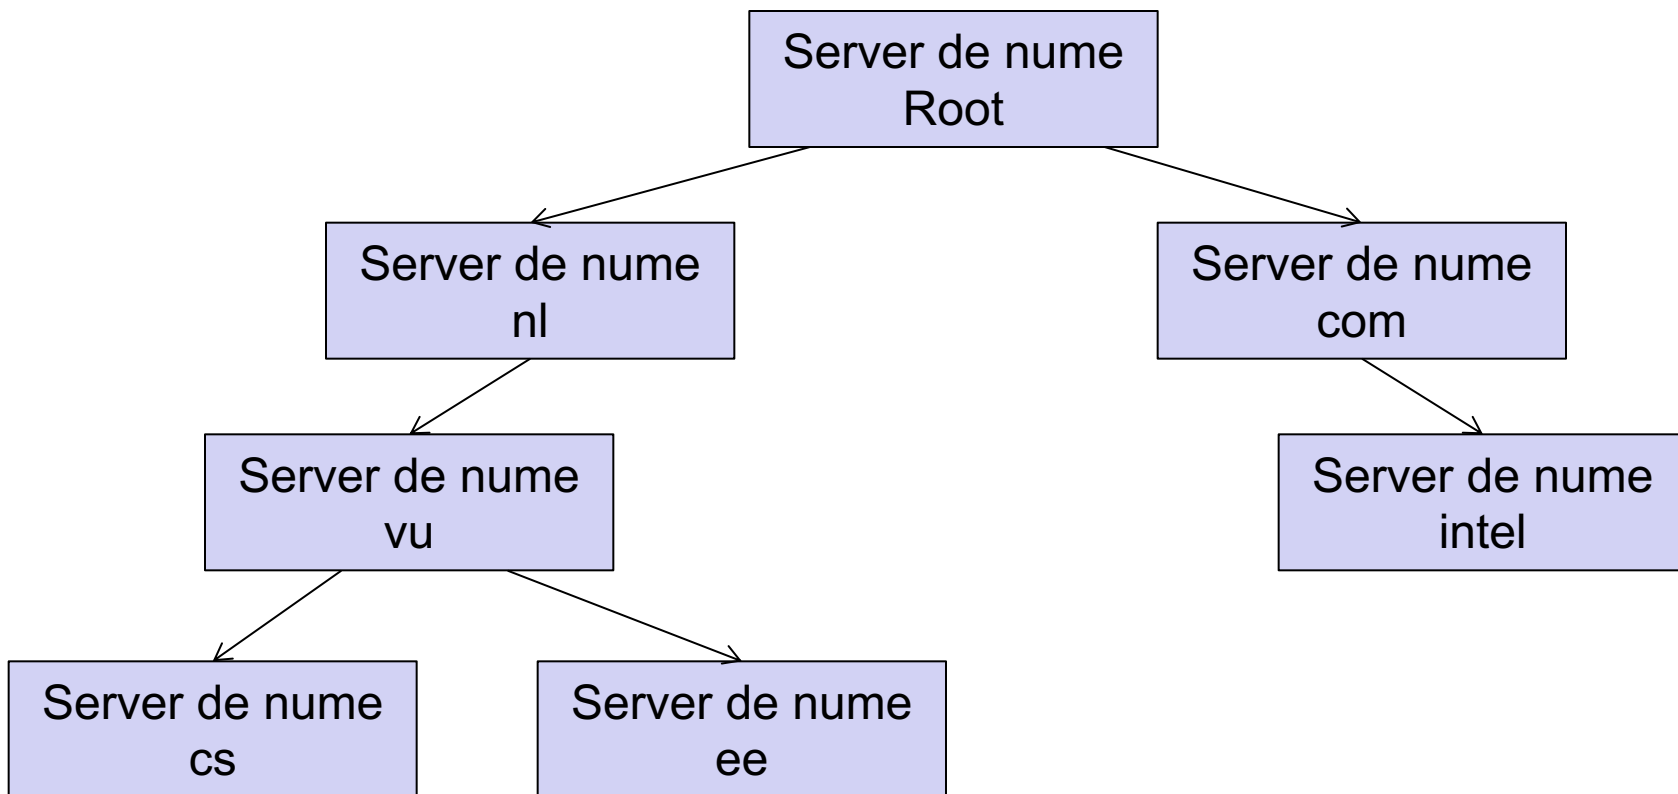 Server de nume
Root
Server de nume
nl
Server de nume
com
Server de nume
vu
Server de nume
intel
Server de nume
cs
Server de nume
ee